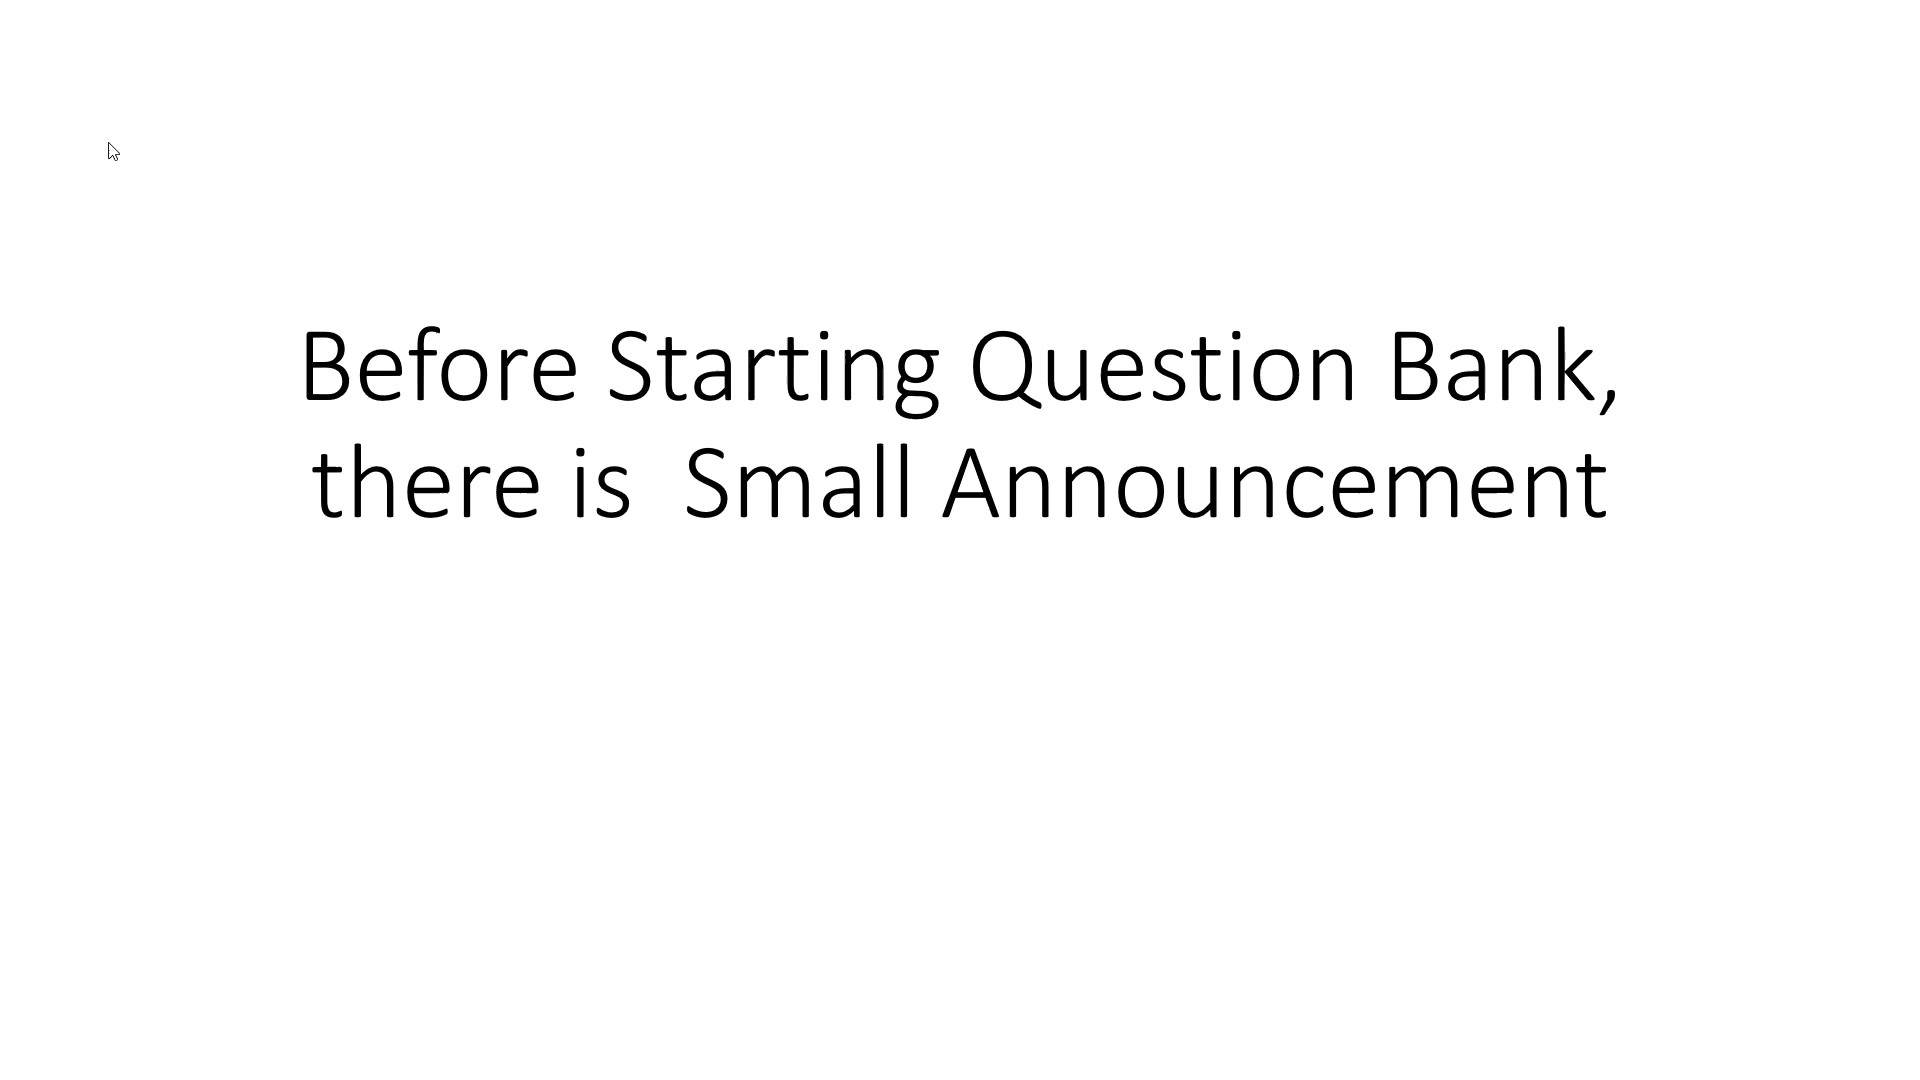 Before Starting Question Bank,
there is  Small Announcement